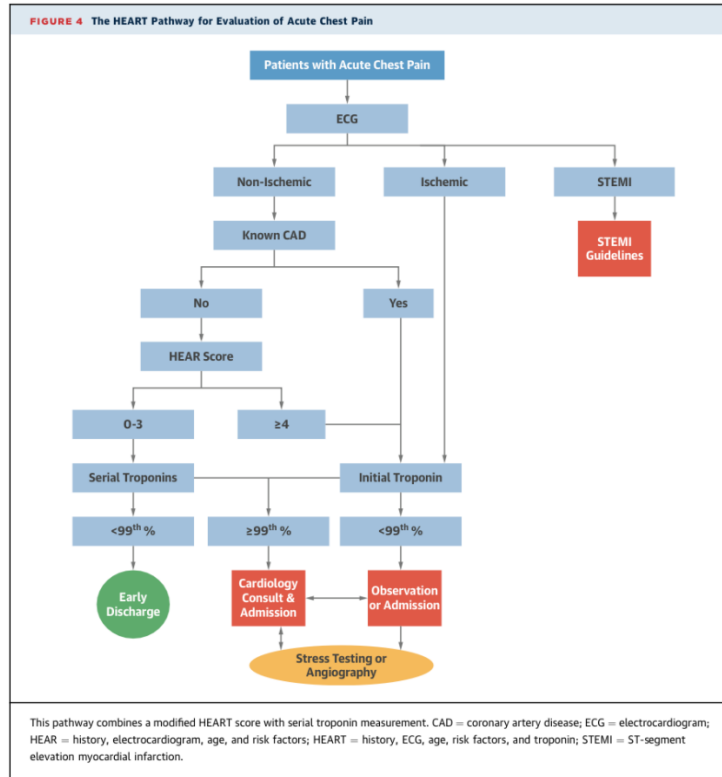 FIGURE 4 The HEART Pathway for Evaluation of Acute Chest Pain
Patients with Acute Chest Pain
ECG
Non-Ischemic
Ischemic
STEMI
Known CAD
STEMI
Guidelines
No
Yes
HEAR Score
0-3
≥4
Serial Troponins
Initial Troponin
<99th %
≥99th %
<99th %
Early
Discharge
Cardiology
Consult &
Admission
Observation
or Admission
Stress Testing or
Angiography
This pathway combines a modified HEART score with serial troponin measurement. CAD = coronary artery disease; ECG = electrocardiogram;
HEAR = history, electrocardiogram, age, and risk factors; HEART = history, ECG, age, risk factors, and troponin; STEMI = ST-segment
elevation myocardial infarction.